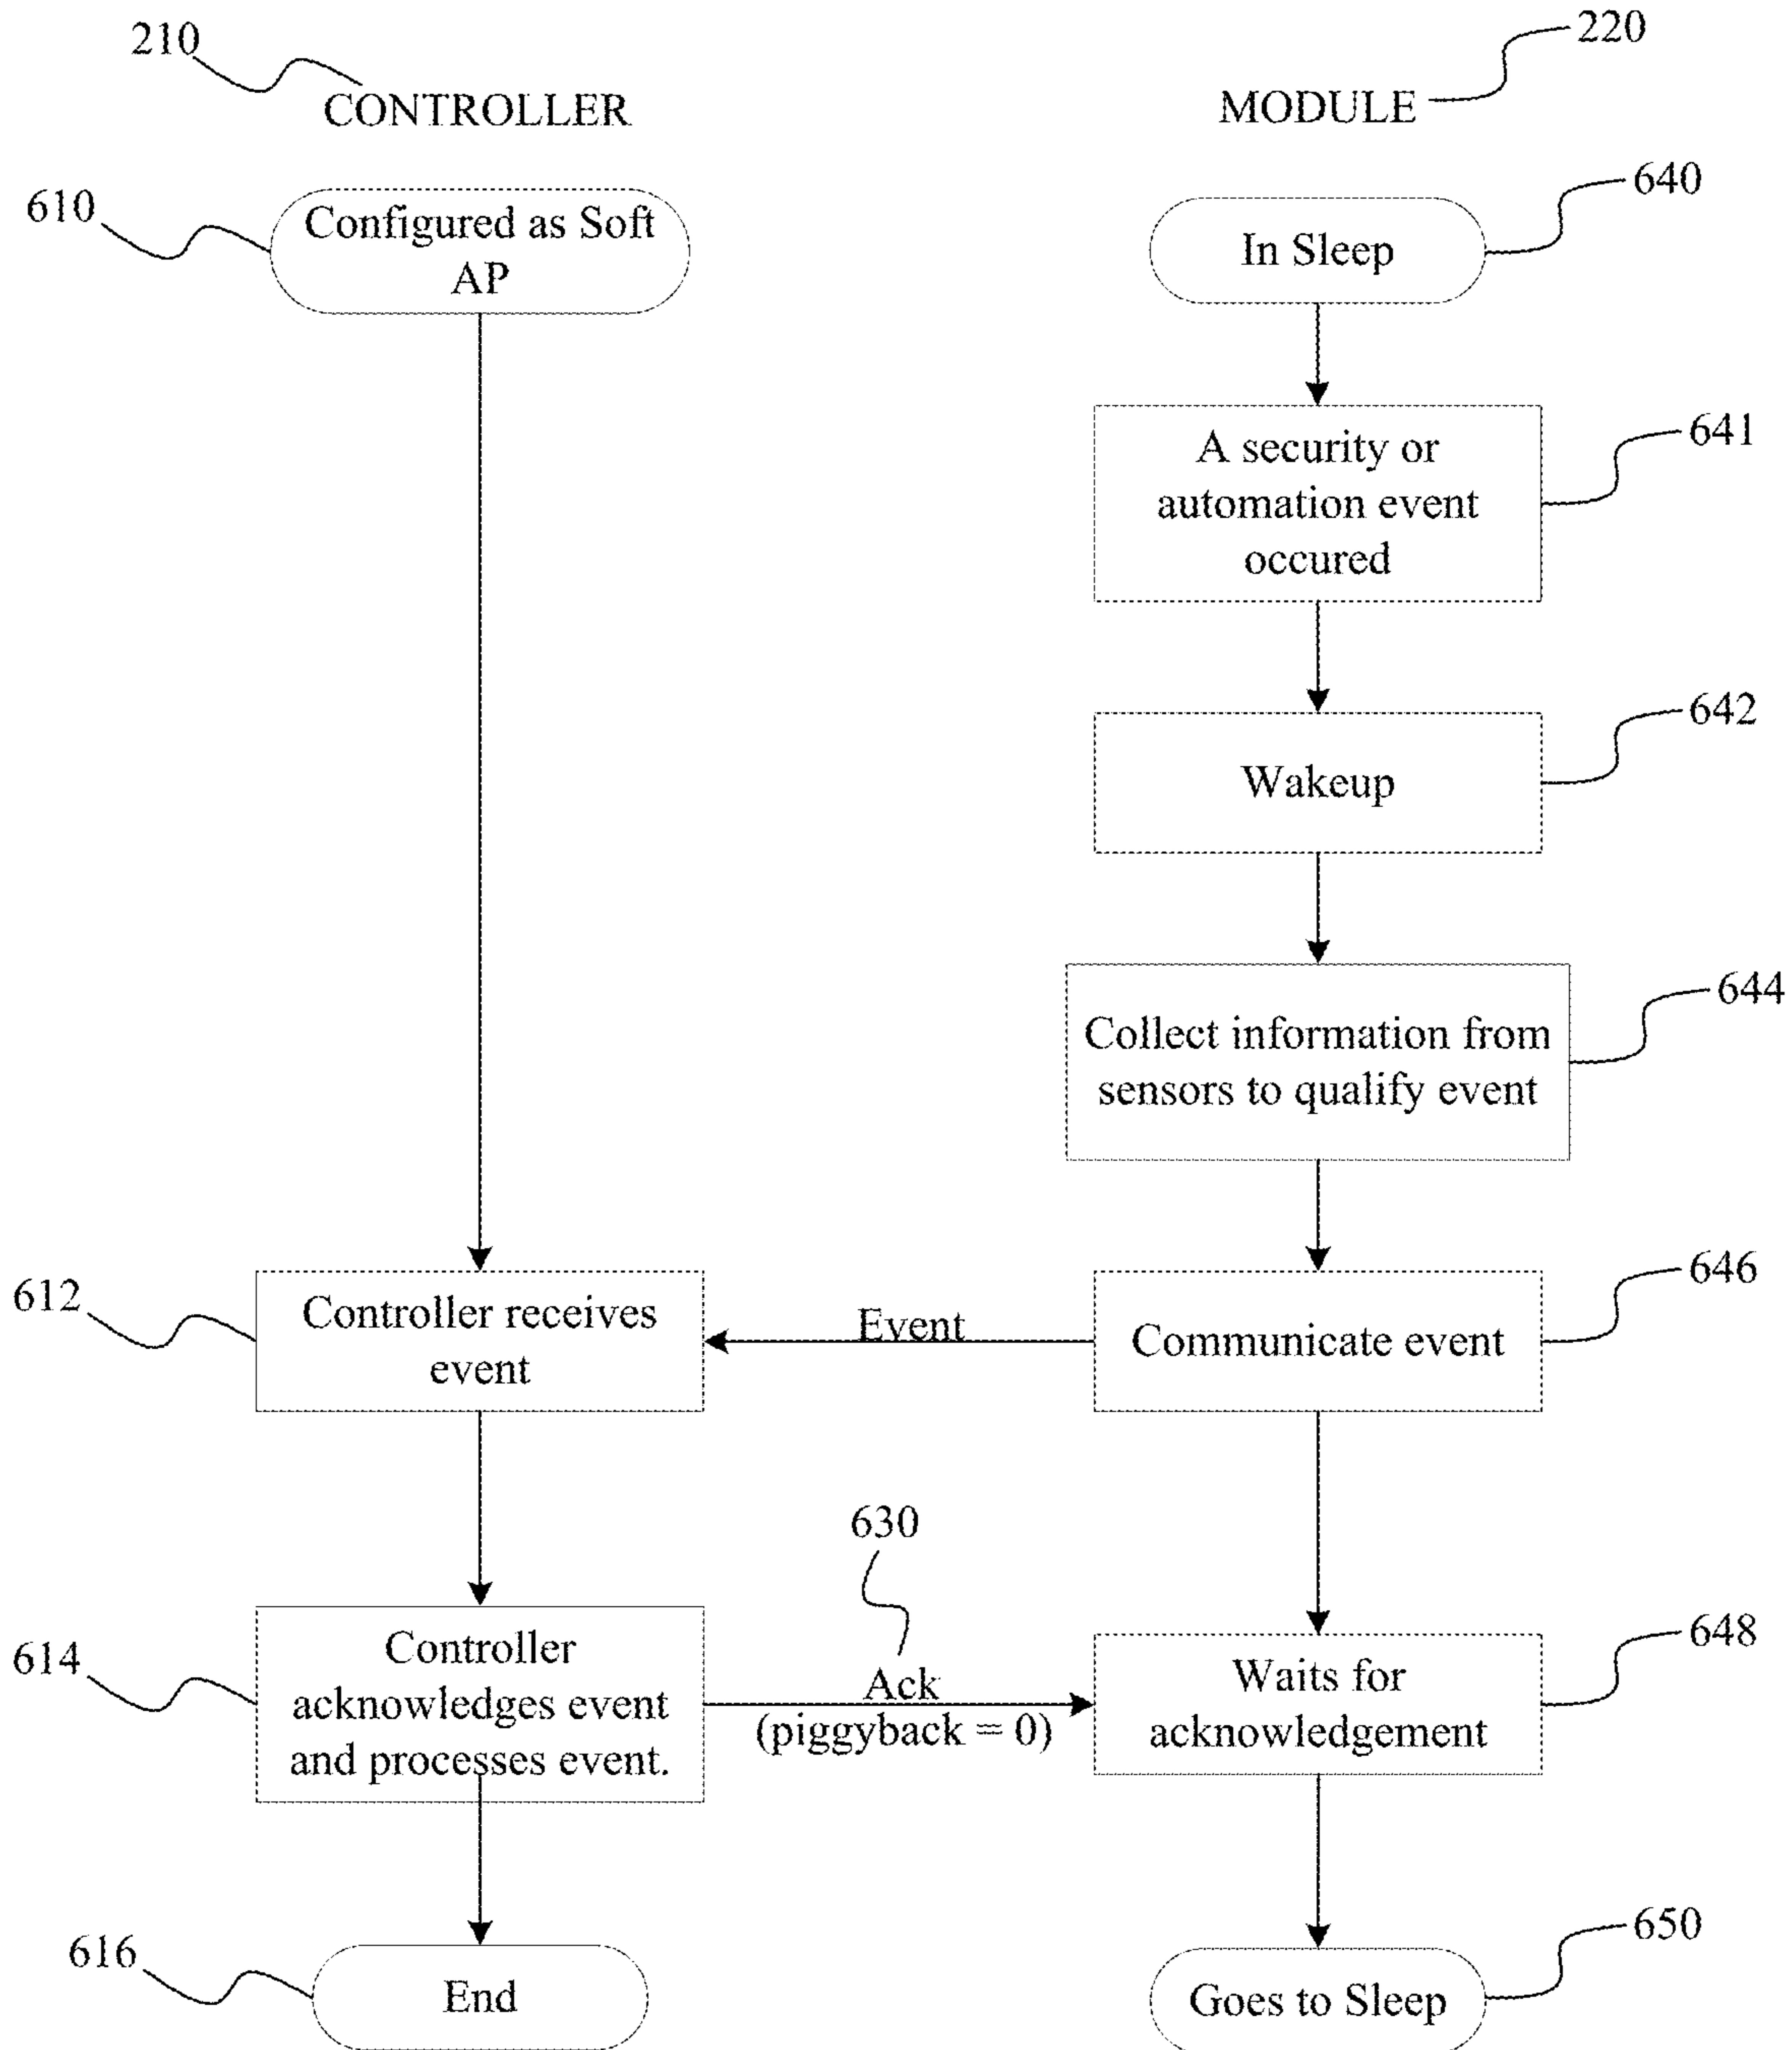 210
220
CONTROLLER
MODULE
610
Configured as Soft
AP
640
In Sleep
641
A security or
automation event
occured
642
Wakeup
644
Collect information from
sensors to qualify event
612
Controller receives
event
Event
646
Communicate event
630
614
Controller
acknowledges event
and processes event.
Ack
(piggyback = 0)
648
Waits for
acknowledgement
616
End
650
Goes to Sleep